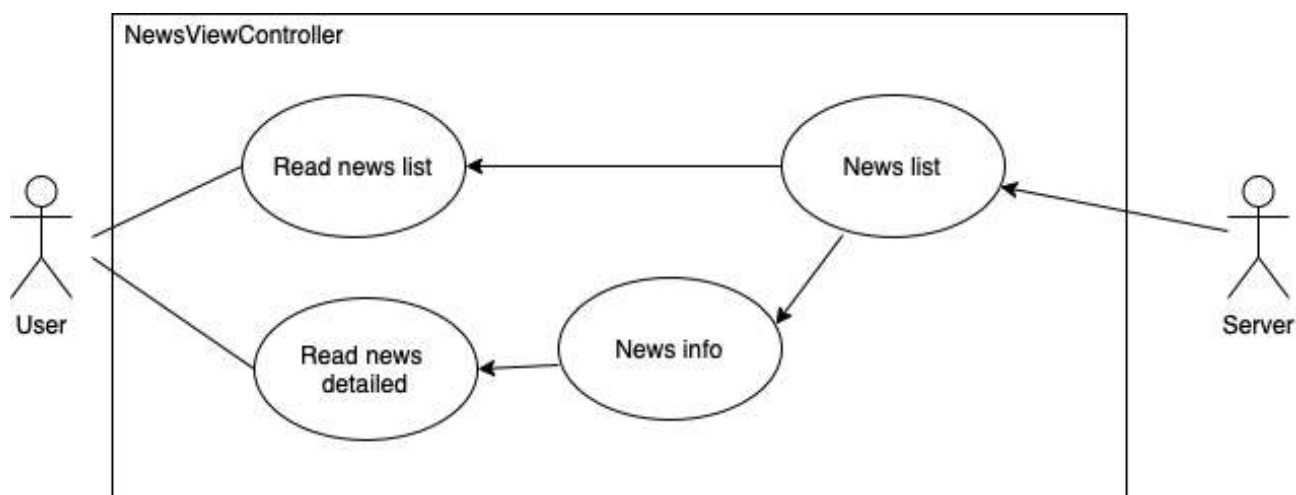 NewsViewController
Read news list
News list
User
Server
Read news
detailed
News info